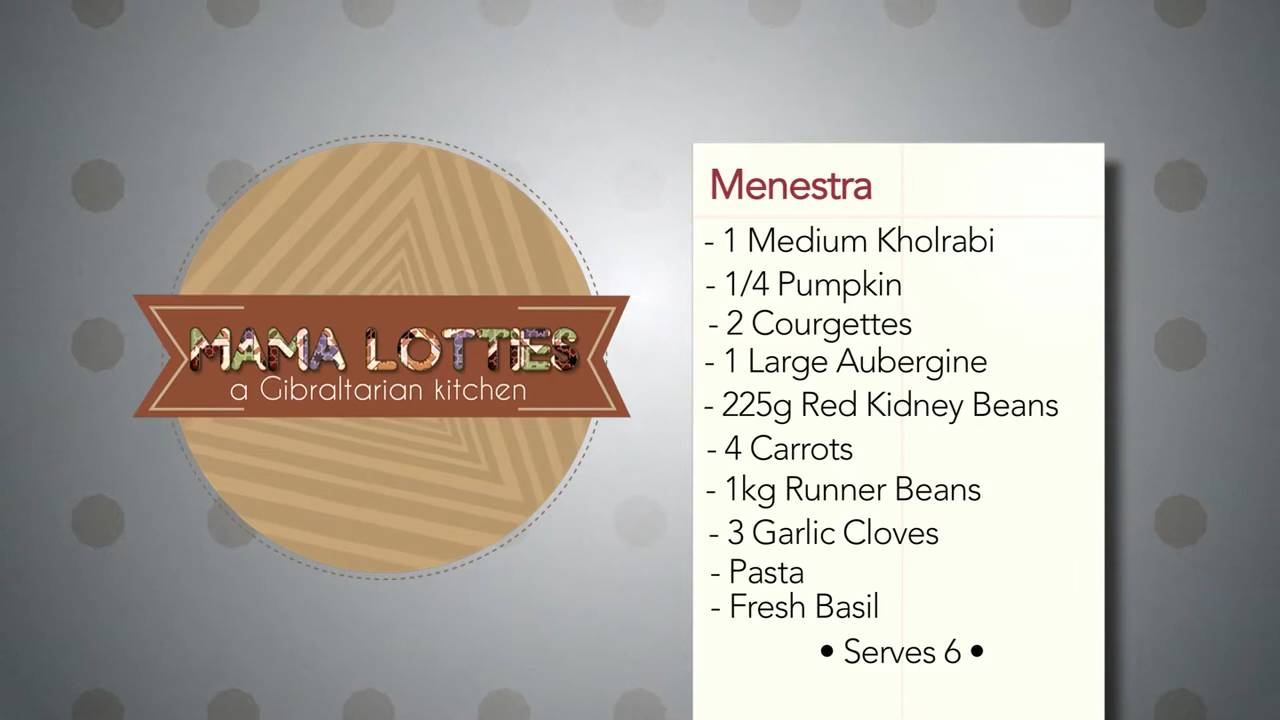 MAMA LOTTIES
a Gibraltarian kitchen
Menestra
- 1 Medium Kholrabi
- 1/4 Pumpkin
- 2 Courgettes
- 1 Large Aubergine
- 225g Red Kidney Beans
- 4 Carrots
- 1kg Runner Beans
- 3 Garlic Cloves
- Pasta
- Fresh Basil
• Serves 6 •